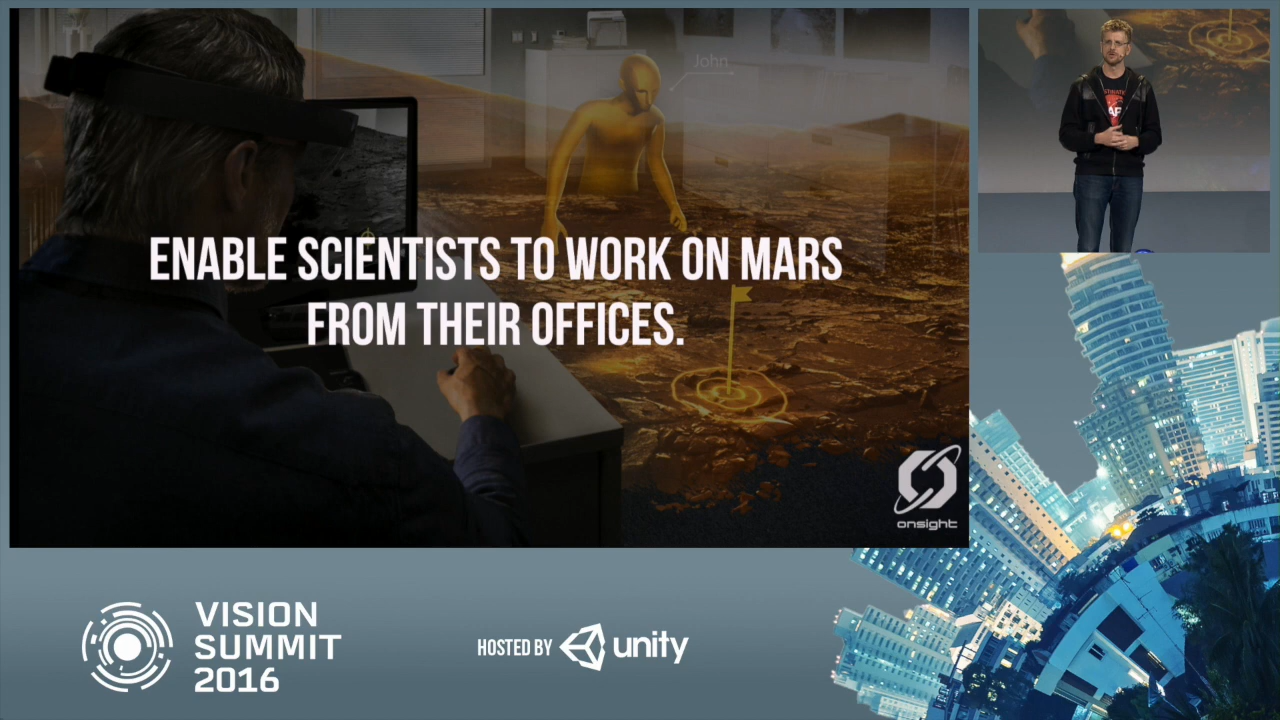 John
ENABLE SCIENTISTS TO WORK ON MARS
FROM THEIR OFFICES.
onsight
VISION
SUMMIT
2016
HOSTED BY unity